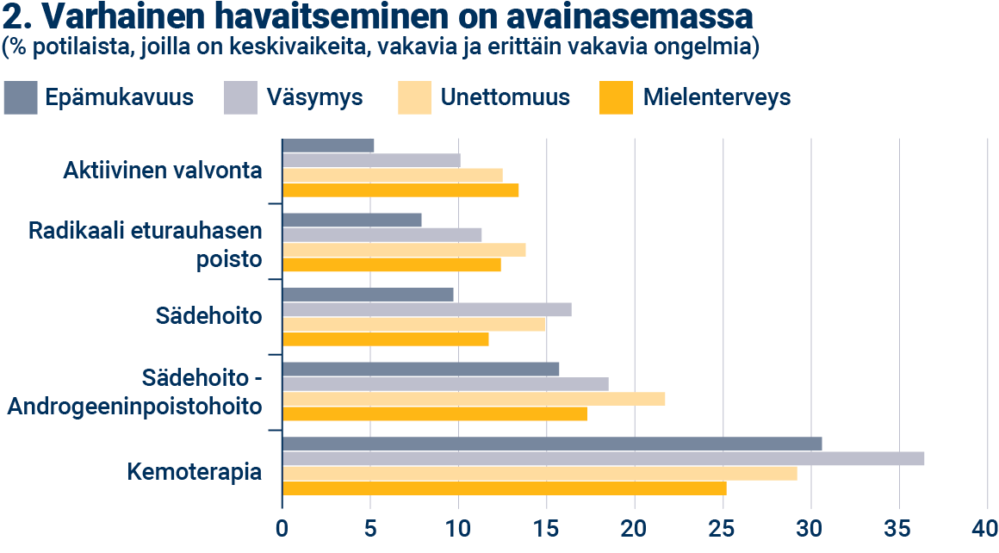 2. Varhainen havaitseminen on avainasemassa
(% potilaista, joilla on keskivaikeita, vakavia ja erittäin vakavia ongelmia)
Epämukavuus Väsymys Unettomuus Mielenterveys
Aktiivinen valvonta
Radikaali eturauhasen
poisto
Sädehoito
Sädehoito -
Androgeeninpoistohoito
Kemoterapia
0 5 10 15 20 25 30 35 40